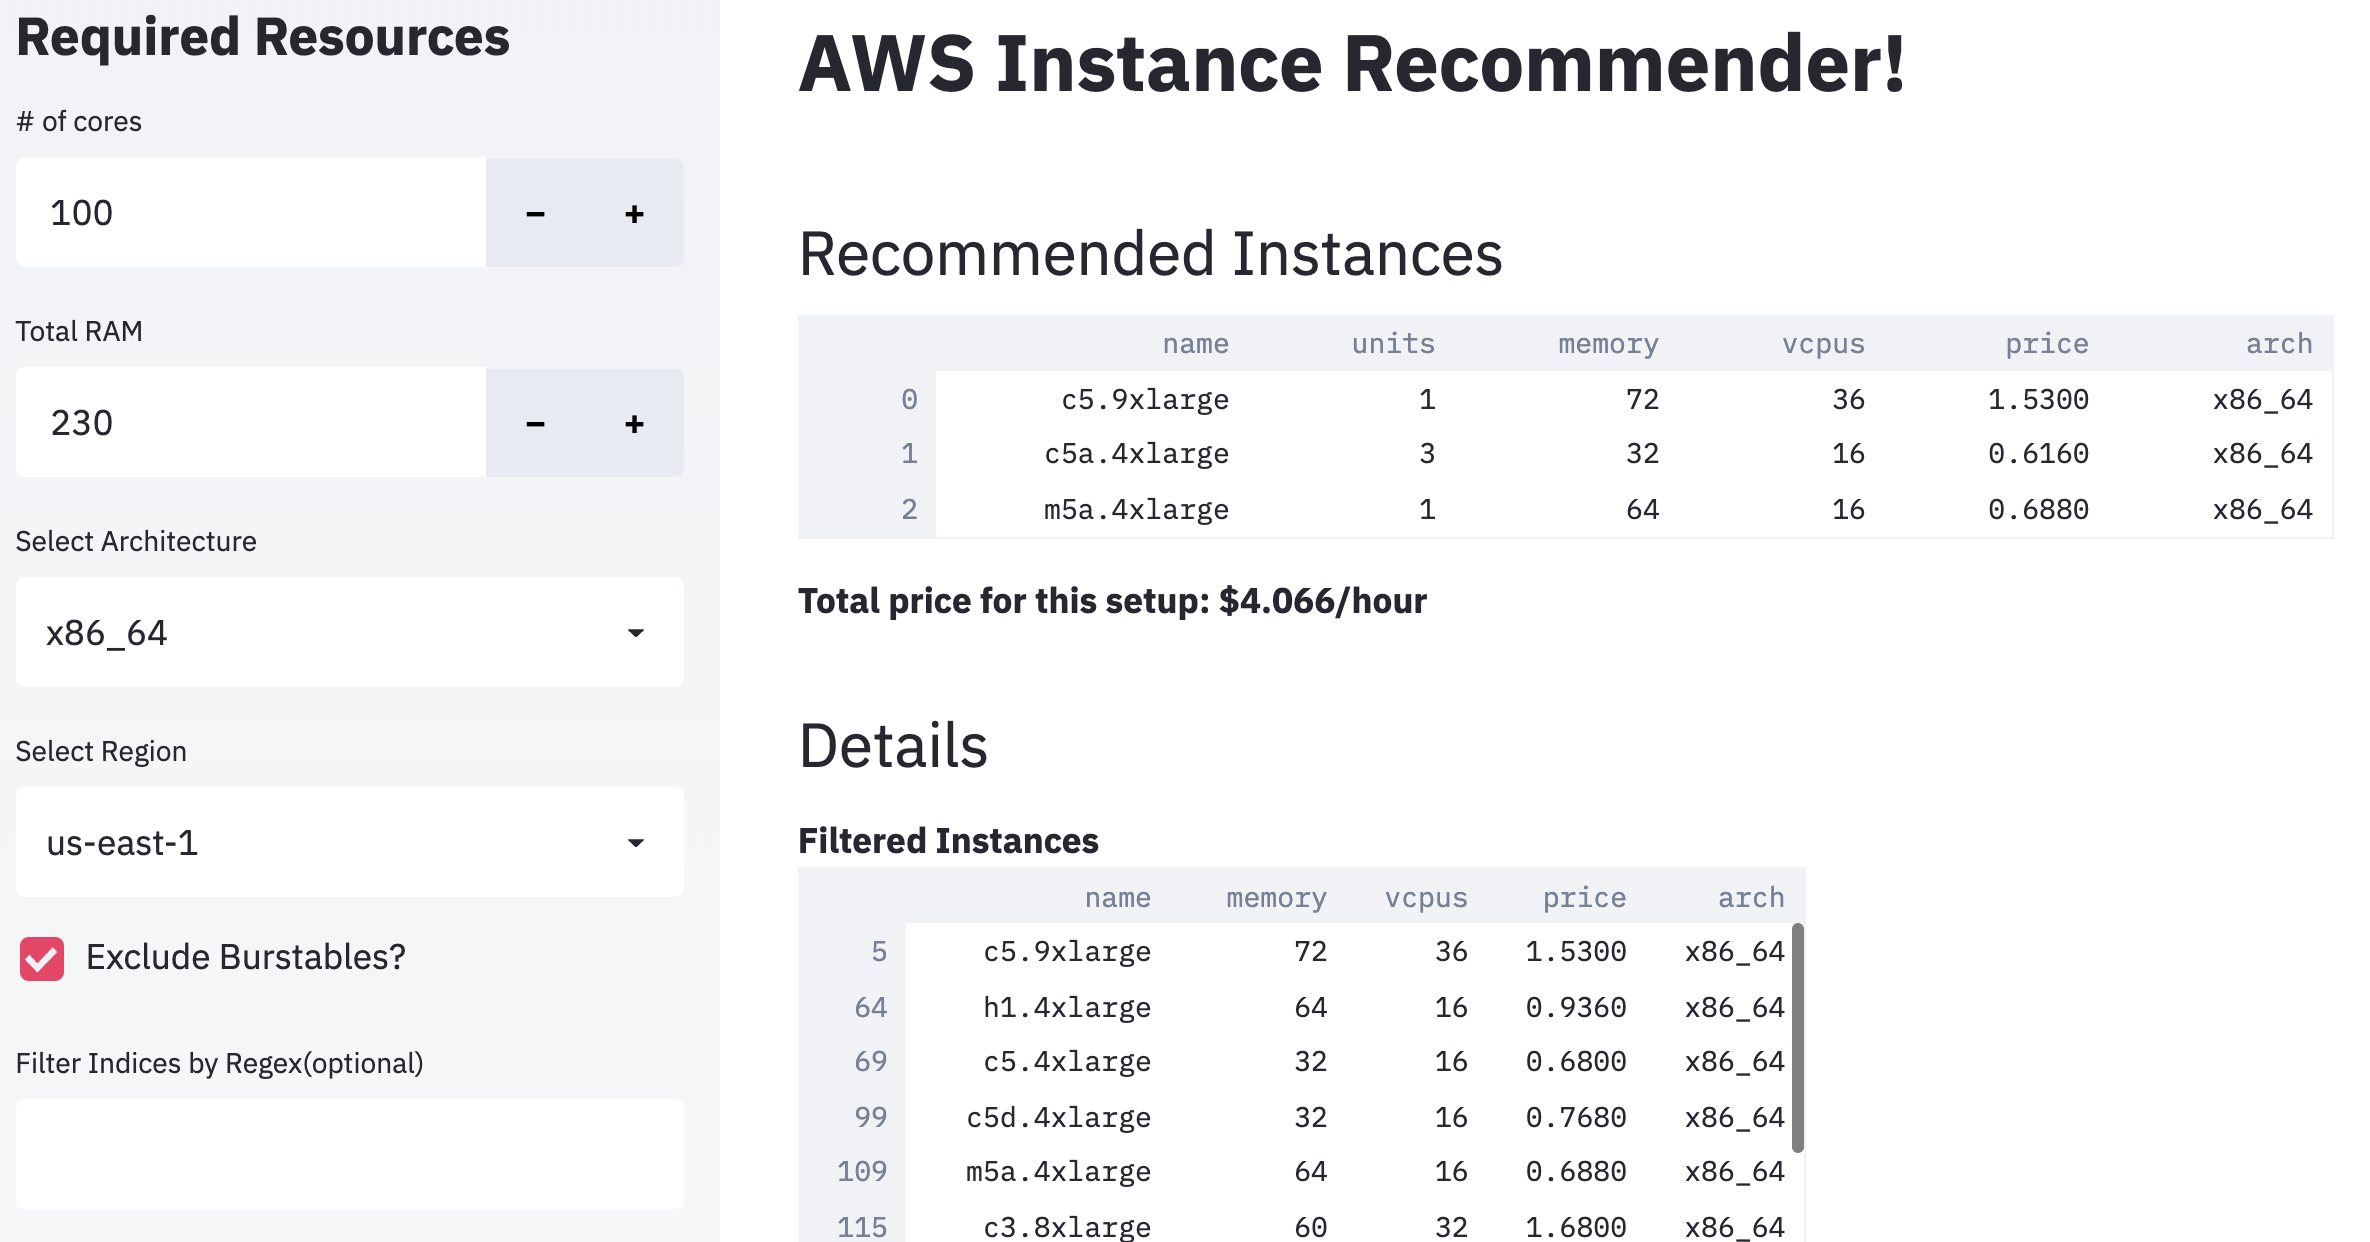 Required Resources
# of cores
100 − +
Total RAM
230 − +
Select Architecture
x86_64
Select Region
us-east-1
Exclude Burstables?
Filter Indices by Regex(optional)
AWS Instance Recommender!
Recommended Instances
name units memory vcpus price arch
0 c5.9xlarge 1 72 36 1.5300 x86_64
1 c5a.4xlarge 3 32 16 0.6160 x86_64
2 m5a.4xlarge 1 64 16 0.6880 x86_64
Total price for this setup: $4.066/hour
Details
Filtered Instances
name memory vcpus price arch
5 c5.9xlarge 72 36 1.5300 x86_64
64 h1.4xlarge 64 16 0.9360 x86_64
69 c5.4xlarge 32 16 0.6800 x86_64
99 c5d.4xlarge 32 16 0.7680 x86_64
109 m5a.4xlarge 64 16 0.6880 x86_64
115 c3.8xlarge 60 32 1.6800 x86_64